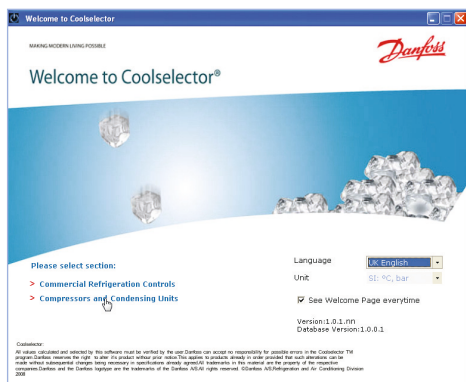 Welcome to Coolselector
MAKING MODERN LIVING POSSIBLE
Danfoss
Welcome to Coolselector®
Please select section:
> Commercial Refrigeration Controls
> Compressors and Condensing Units
Language
UK English
Unit
SI: °C, bar
See Welcome Page everytime
Version:1.0.1.nn
Database Version:1.0.0.1
Coolselector:
All values calculated and selected by this software must be verified by the user Danfoss can accept no responsibility for possible errors in the Coolselector TM
program.Danfoss reserves the right to alter its product without prior notice.This applies to products already in order provided that such alterations can be
made without subsequential changes being necessary in specifications already agreed.All trademarks in this material are the property of the respective
companies.Danfoss and the Danfoss logotype are the trademarks of the Danfoss A/S.All rights reserved. ©Danfoss A/S.Refrigeration and Air Conditioning Division
2008